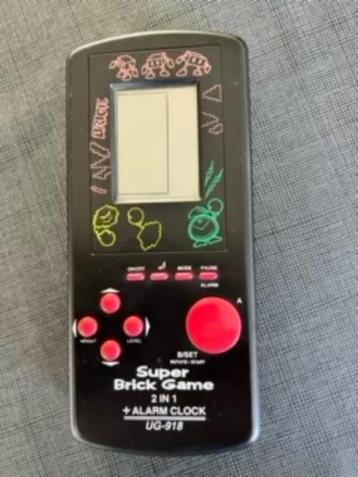 BRICK
ON/OFF
MODE
PAUSE
ALARM
A
HEIGHT
LEVEL
B/SET
ROTATE / START
Super
Brick Game
2 IN 1
+ ALARM CLOCK
UG-918